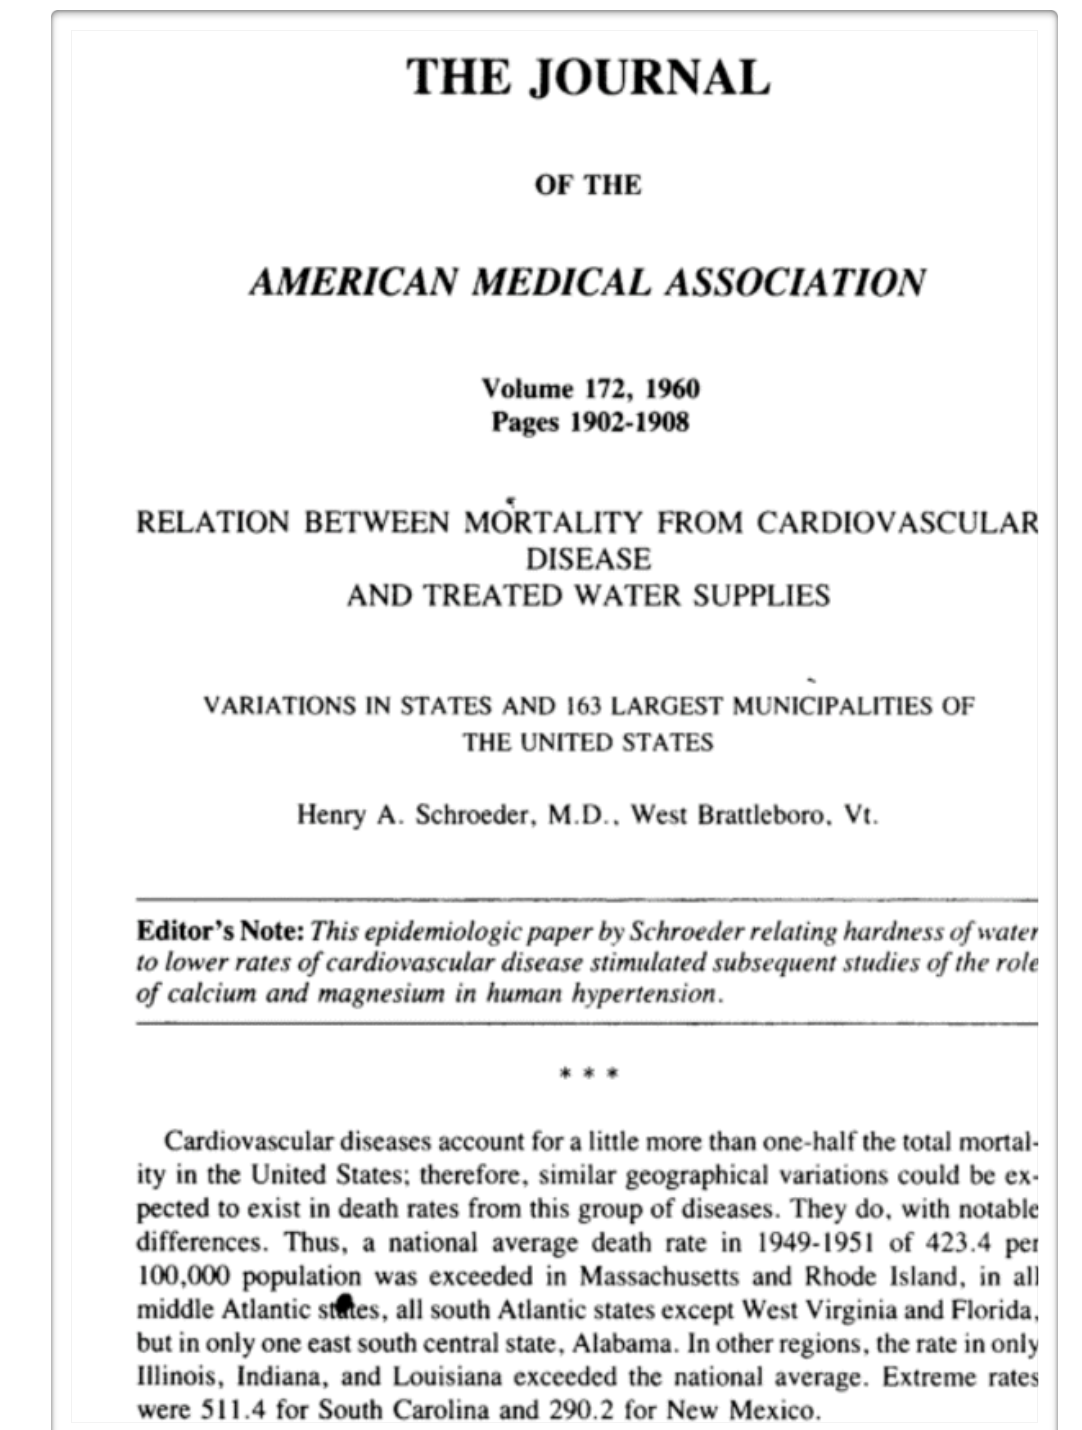 THE JOURNAL
OF THE
AMERICAN MEDICAL ASSOCIATION
Volume 172, 1960
Pages 1902-1908
RELATION BETWEEN MORTALITY FROM CARDIOVASCULAR
DISEASE
AND TREATED WATER SUPPLIES
VARIATIONS IN STATES AND 163 LARGEST MUNICIPALITIES OF
THE UNITED STATES
Henry A. Schroeder, M.D., West Brattleboro, Vt.
Editor's Note: This epidemiologic paper by Schroeder relating hardness of water
to lower rates of cardiovascular disease stimulated subsequent studies of the role
of calcium and magnesium in human hypertension.
* * *
Cardiovascular diseases account for a little more than one-half the total mortal-
ity in the United States; therefore, similar geographical variations could be ex-
pected to exist in death rates from this group of diseases. They do, with notable
differences. Thus, a national average death rate in 1949-1951 of 423.4 per
100,000 population was exceeded in Massachusetts and Rhode Island, in all
middle Atlantic states, all south Atlantic states except West Virginia and Florida,
but in only one east south central state, Alabama. In other regions, the rate in only
Illinois, Indiana, and Louisiana exceeded the national average. Extreme rates
were 511.4 for South Carolina and 290.2 for New Mexico.